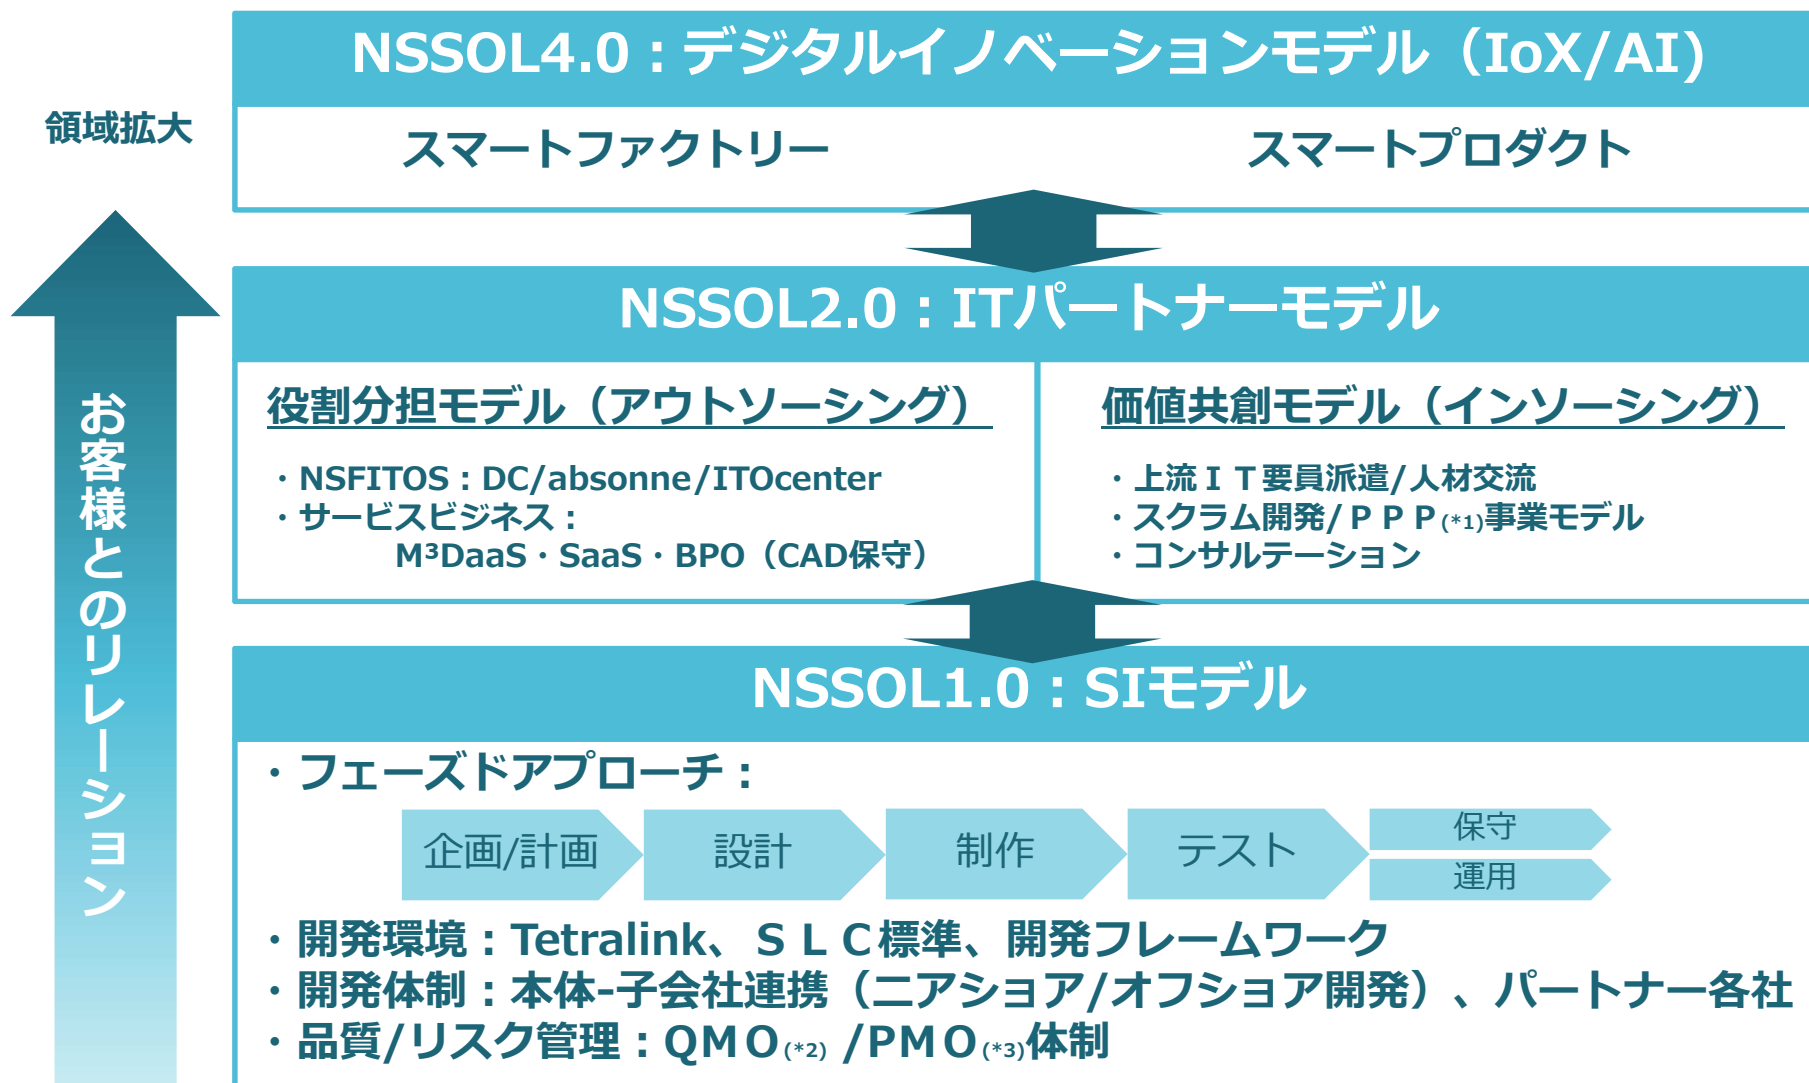 NSSOL4.0：デジタルイノベーションモデル（IoX/AI)
領域拡大
スマートファクトリー
スマートプロダクト
お客様とのリレーション
NSSOL2.0：ITパートナーモデル
役割分担モデル（アウトソーシング）
・NSFITOS：DC/absonne/ITOcenter
・サービスビジネス：
M³DaaS・SaaS・BPO（CAD保守）
価値共創モデル（インソーシング）
・上流ＩＴ要員派遣/人材交流
・スクラム開発/ＰＰＰ(*1)事業モデル
・コンサルテーション
NSSOL1.0：SIモデル
・フェーズドアプローチ：
企画/計画
設計
制作
テスト
保守
運用
・開発環境：Tetralink、ＳＬＣ標準、開発フレームワーク
・開発体制：本体-子会社連携（ニアショア/オフショア開発）、パートナー各社
・品質/リスク管理：QＭＯ(*2) /PＭＯ(*3)体制